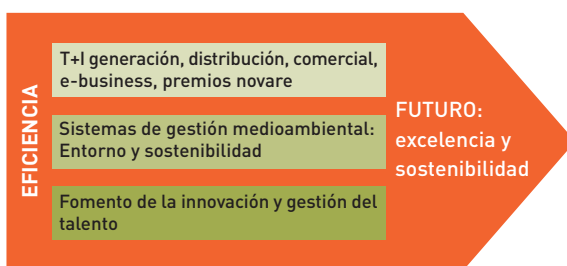 EFICIENCIA
T+I generación, distribución, comercial,
e-business, premios novare
Sistemas de gestión medioambiental:
Entorno y sostenibilidad
Fomento de la innovación y gestión del
talento
FUTURO:
excelencia y
sostenibilidad